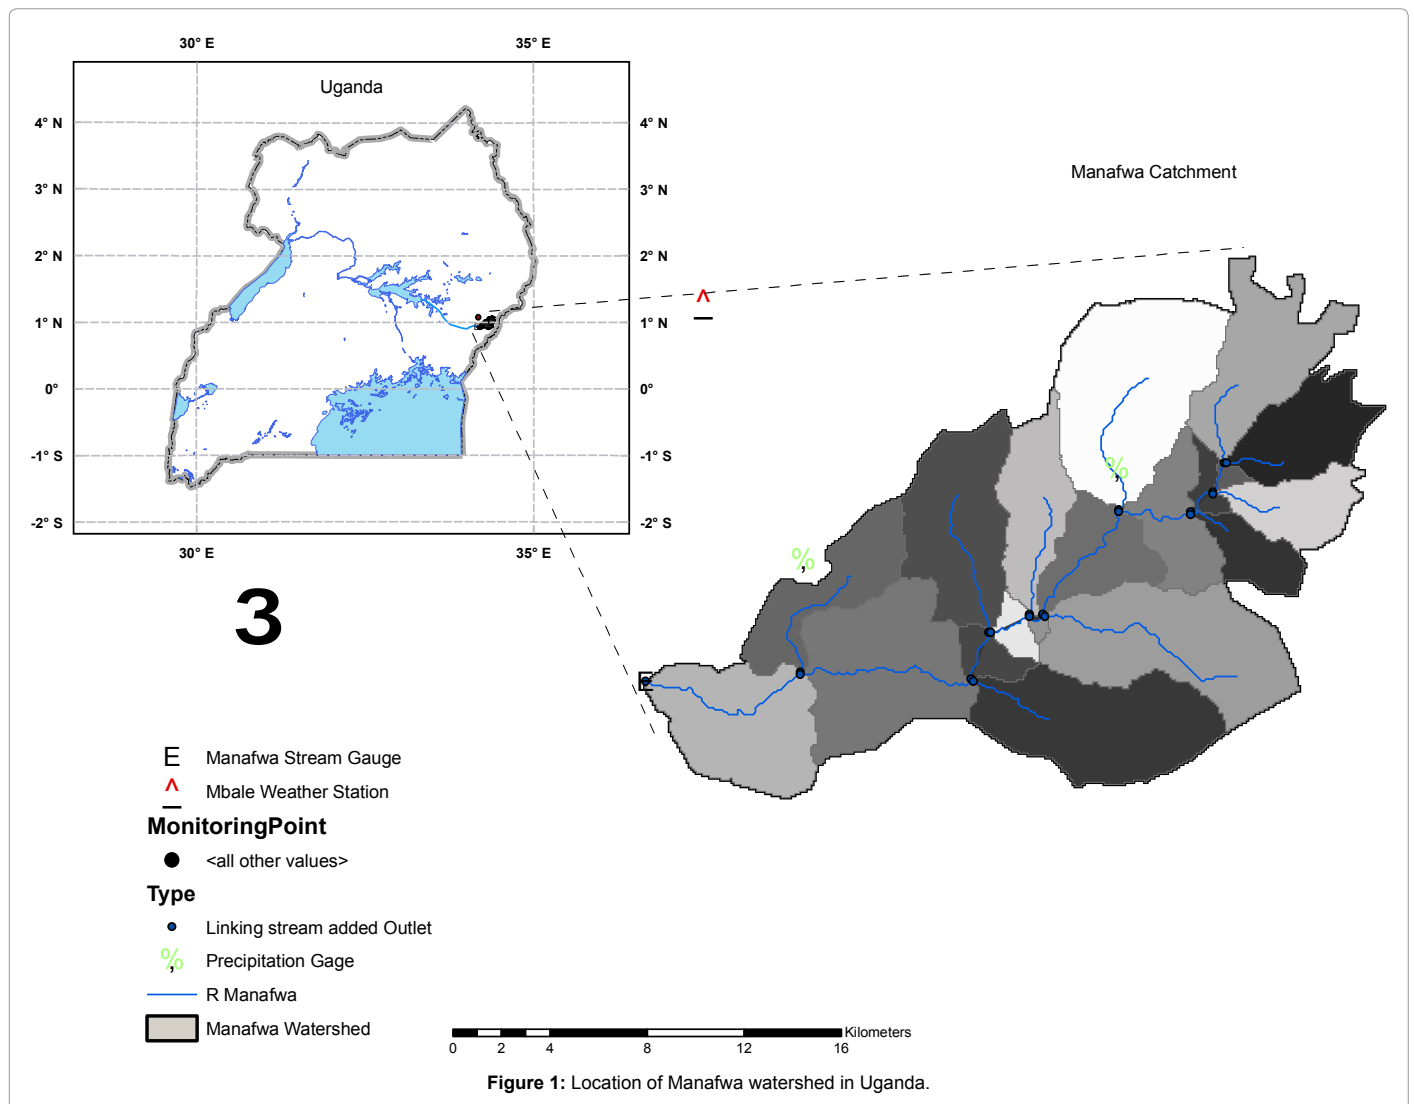 30° E 35° E
Uganda
4° N 4° N
Manafwa Catchment
3° N 3° N
2° N 2° N
^
1° N 1° N
0° 0°
%
-1° S -1° S
-2° S -2° S
30° E 35° E
%
3
E
E Manafwa Stream Gauge
^ Mbale Weather Station
MonitoringPoint
<all other values>
Type
Linking stream added Outlet
% Precipitation Gage
R Manafwa
Manafwa Watershed
Kilometers
0 2 4 8 12 16
Figure 1: Location of Manafwa watershed in Uganda.